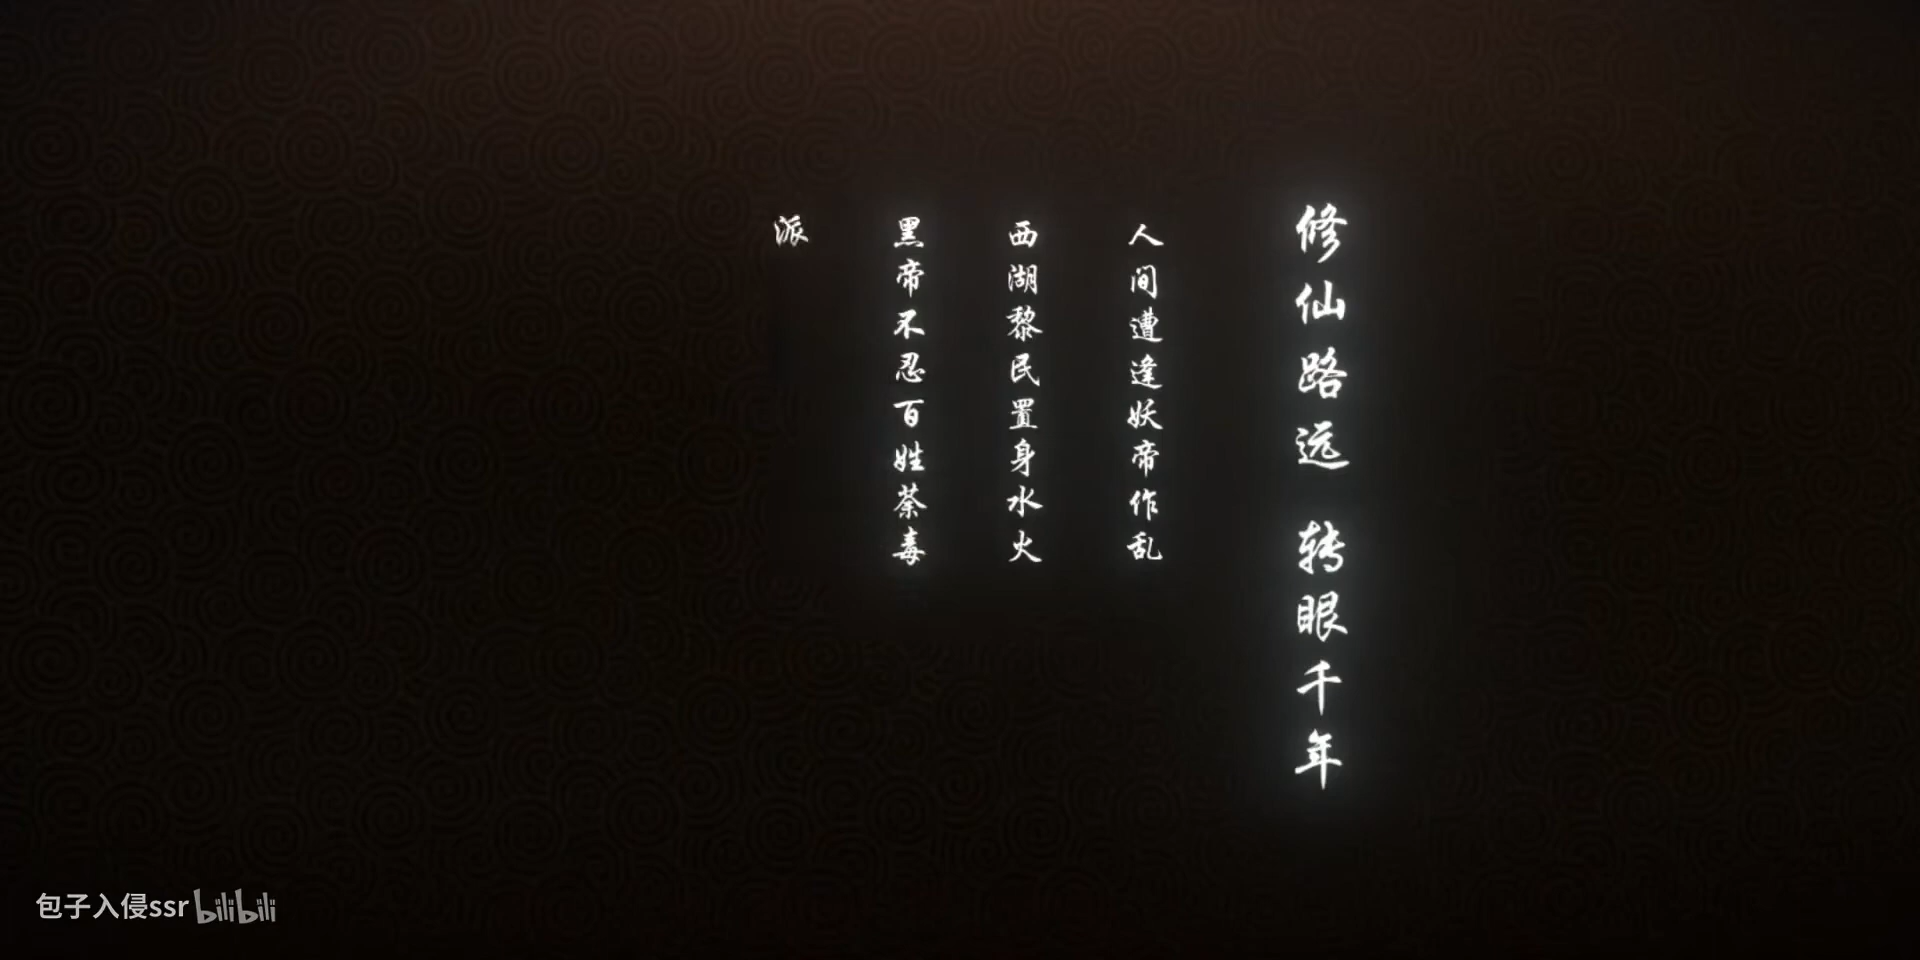 修仙路远 转眼千年
人间遭逢妖帝作乱
西湖黎民置身水火
黑帝不忍百姓荼毒
派
包子入侵ssr bilibili